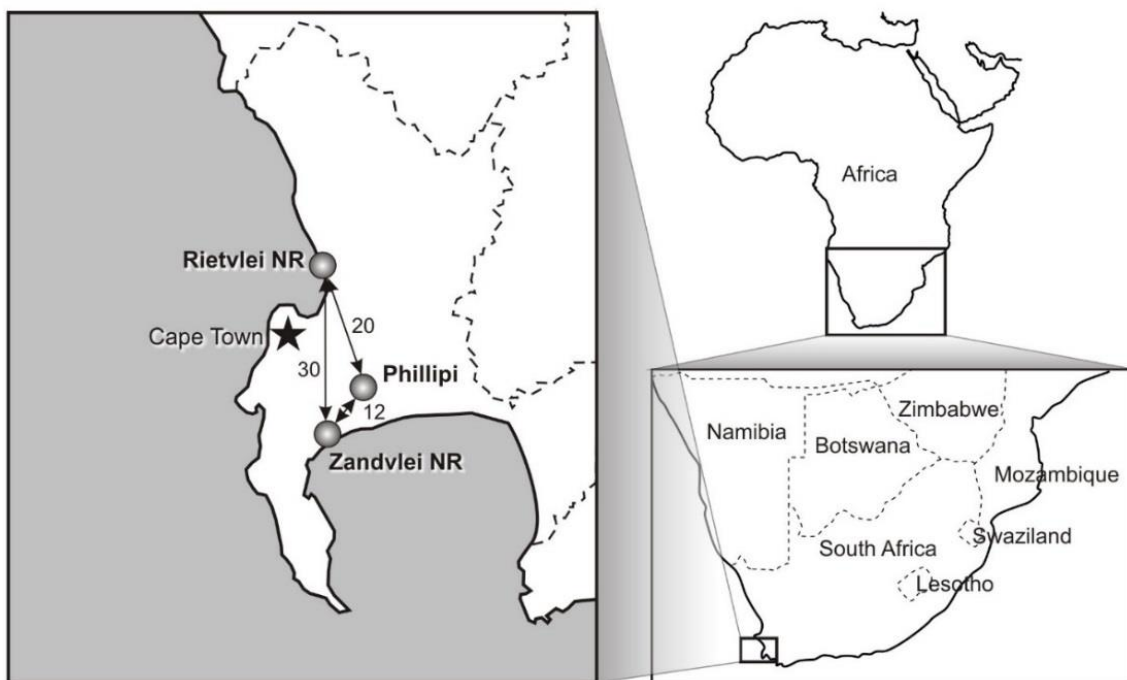 Rietvlei NR
Cape Town
20
30
Phillipi
12
Zandvlei NR
Africa
Namibia
Botswana
Zimbabwe
Mozambique
South Africa
Swaziland
Lesotho